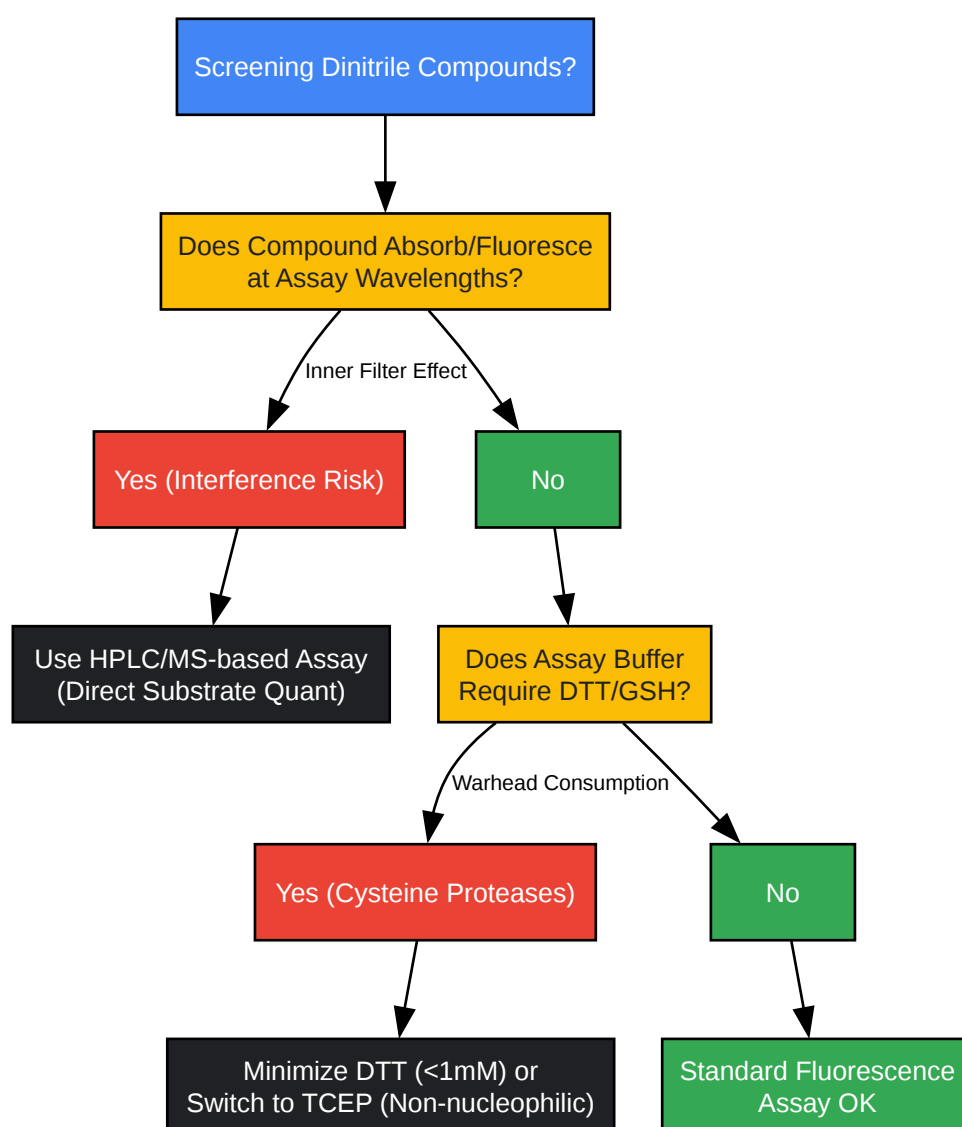 Screening Dinitrile Compounds?
Does Compound Absorb/Fluoresce
at Assay Wavelengths?
Inner Filter Effect
Yes (Interference Risk)
No
Use HPLC/MS-based Assay
(Direct Substrate Quant)
Does Assay Buffer
Require DTT/GSH?
Warhead Consumption
Yes (Cysteine Proteases)
No
Minimize DTT (<1mM) or
Switch to TCEP (Non-nucleophilic)
Standard Fluorescence
Assay OK